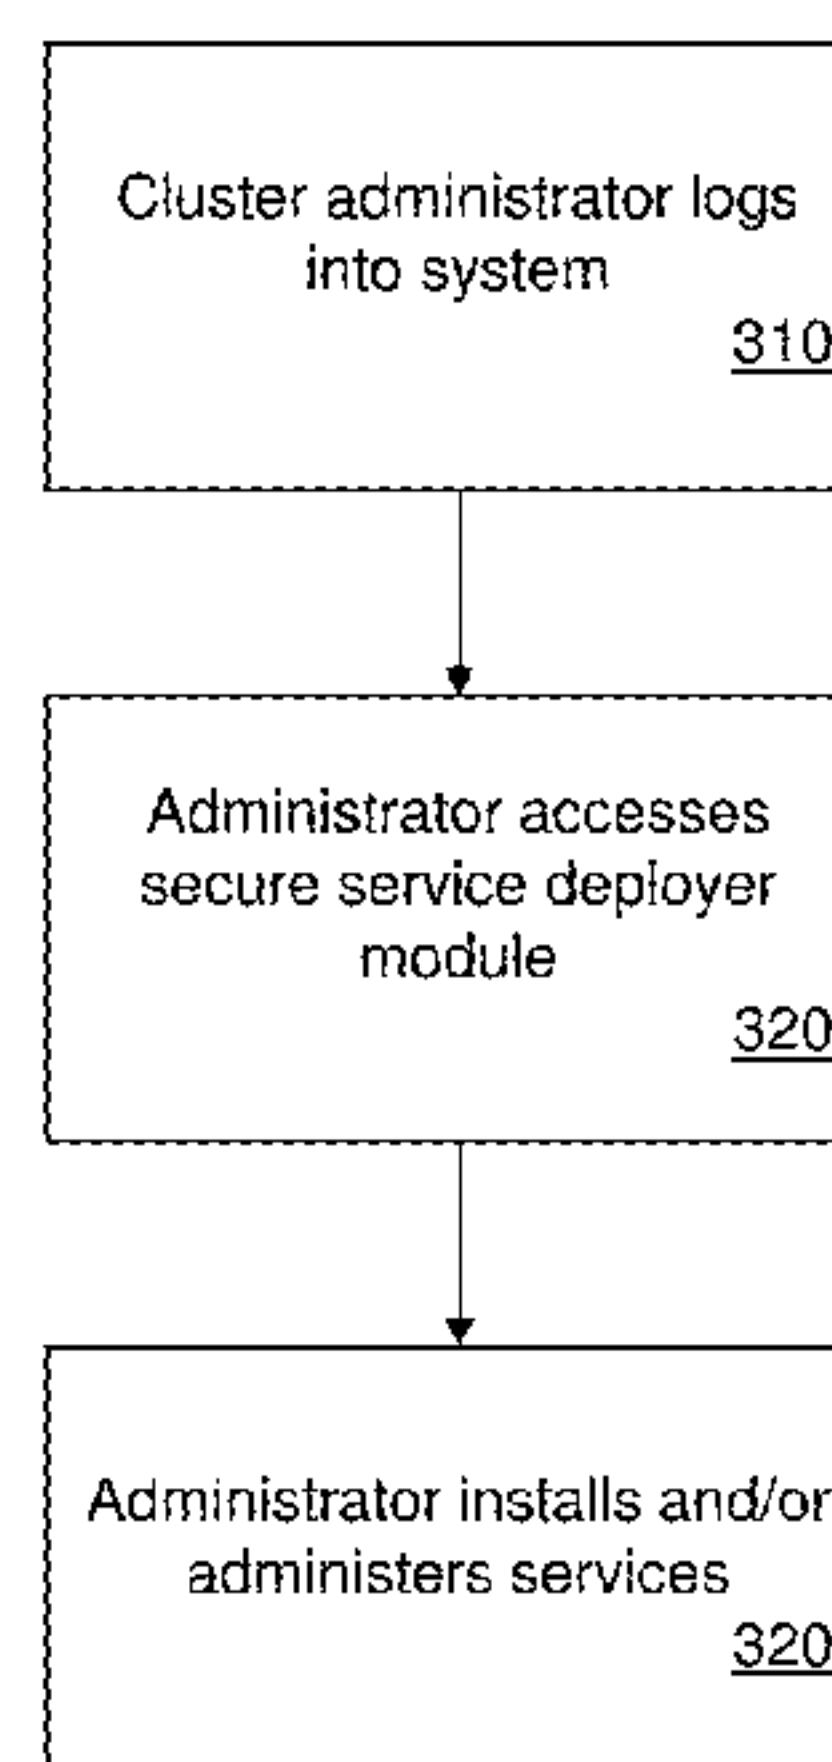 Cluster administrator logs
into system
310
Administrator accesses
secure service deployer
module
320
Administrator installs and/or
administers services
320